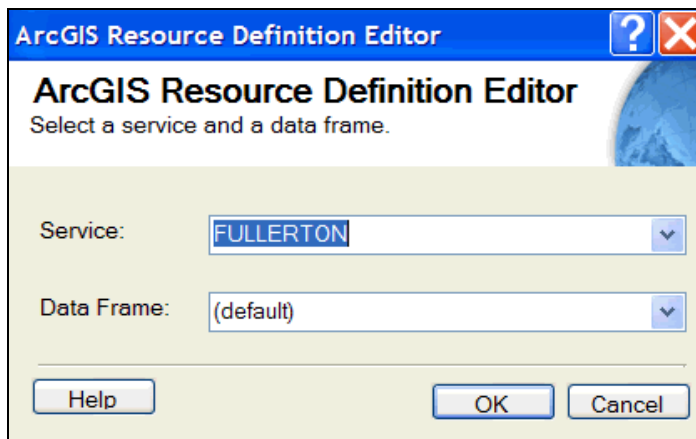 ArcGIS Resource Definition Editor
ArcGIS Resource Definition Editor
Select a service and a data frame.
Service: FULLERTON
Data Frame: (default)
Help OK Cancel